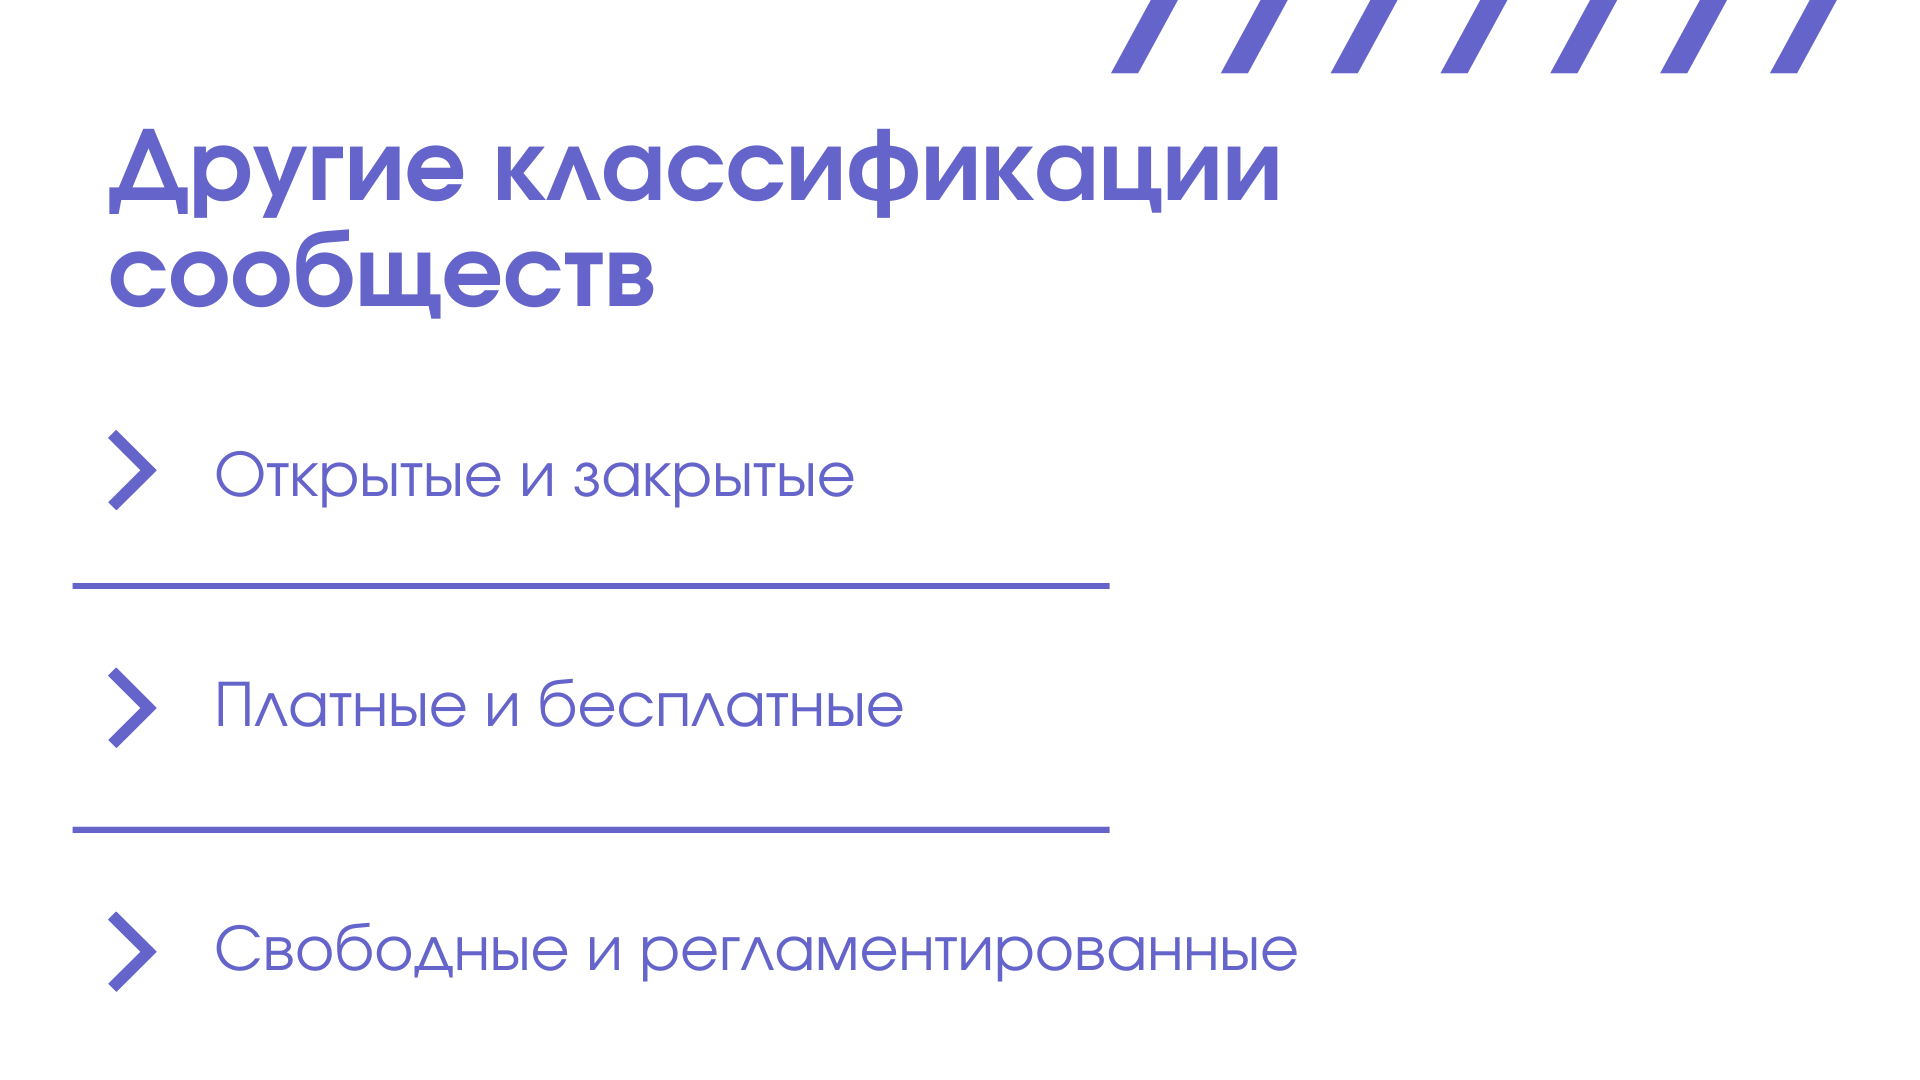 Другие классификации
сообществ
Открытые и закрытые
Платные и бесплатные
Свободные и регламентированные